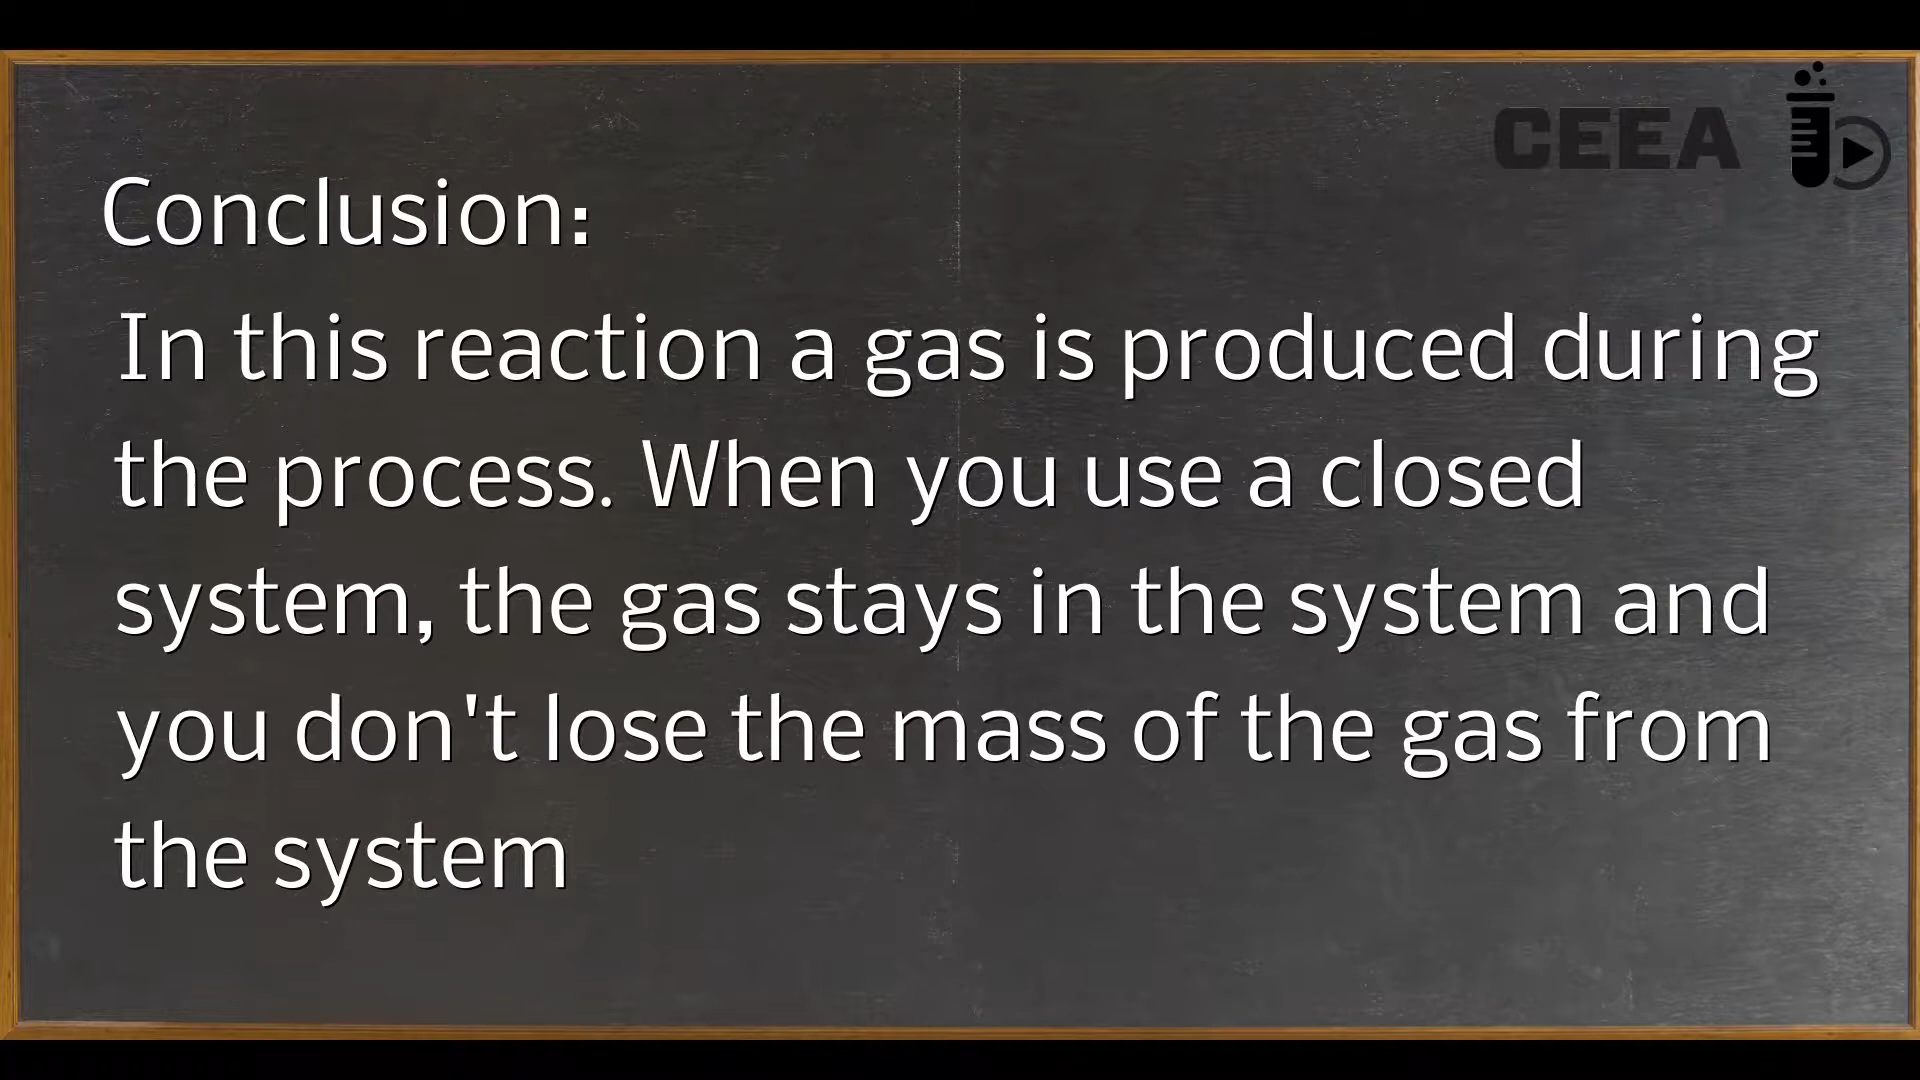 CEEA
Conclusion:
In this reaction a gas is produced during
the process. When you use a closed
system, the gas stays in the system and
you don't lose the mass of the gas from
the system